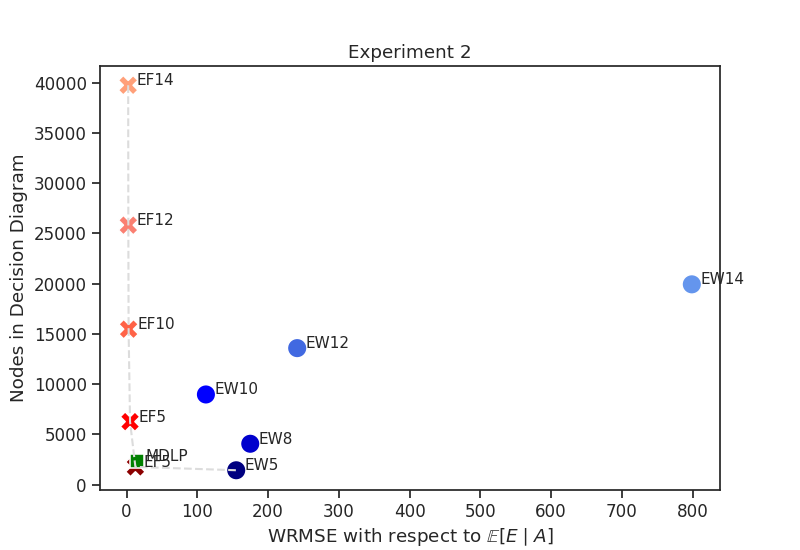 Experiment 2
Nodes in Decision Diagram
40000
35000
30000
25000
20000
15000
10000
5000
0
EF14
EF12
EW14
EF10
EW12
EW10
EF5
EW8
MDLP
EF5
EW5
0 100 200 300 400 500 600 700 800
WRMSE with respect to 𝔼[E | A]